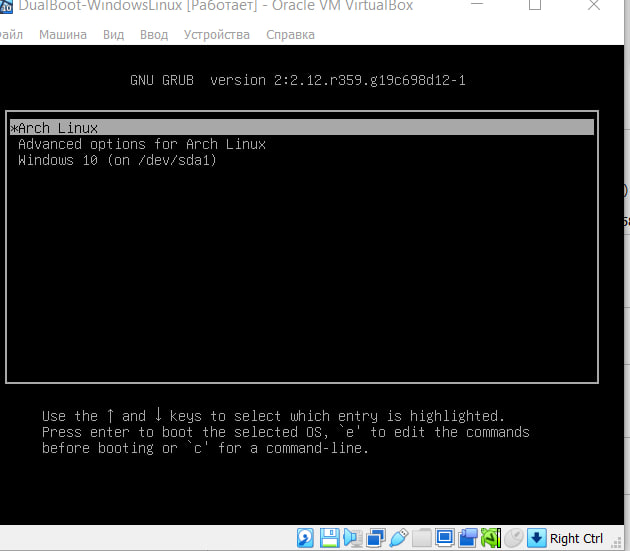 DualBoot-WindowsLinux [Работает] - Oracle VM VirtualBox
айл Машина Вид Ввод Устройства Справка
GNU GRUB version 2:2.12.r359.g19c698d12-1
*Arch Linux
Advanced options for Arch Linux
Windows 10 (on /dev/sda1)
Use the ↑ and ↓ keys to select which entry is highlighted.
Press enter to boot the selected OS, `e' to edit the commands
before booting or `c' for a command-line.
Right Ctrl